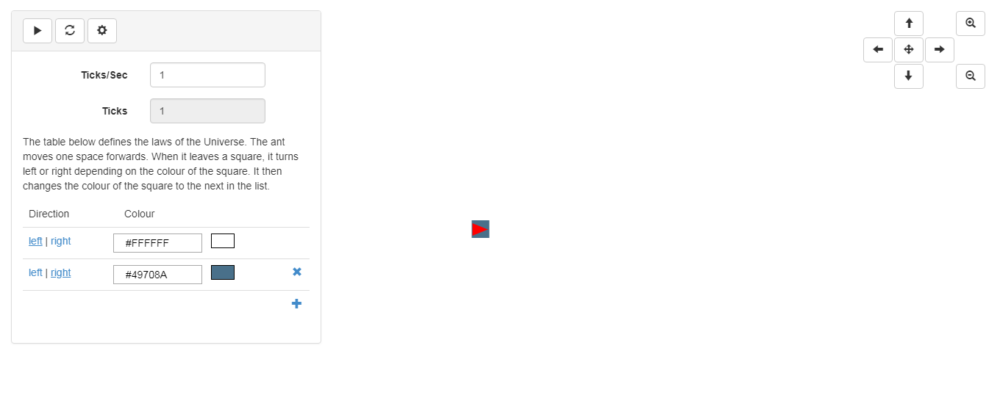 Ticks/Sec 1
Ticks 1
The table below defines the laws of the Universe. The ant
moves one space forwards. When it leaves a square, it turns
left or right depending on the colour of the square. It then
changes the colour of the square to the next in the list.
Direction Colour
left | right #FFFFFF
left | right #49708A